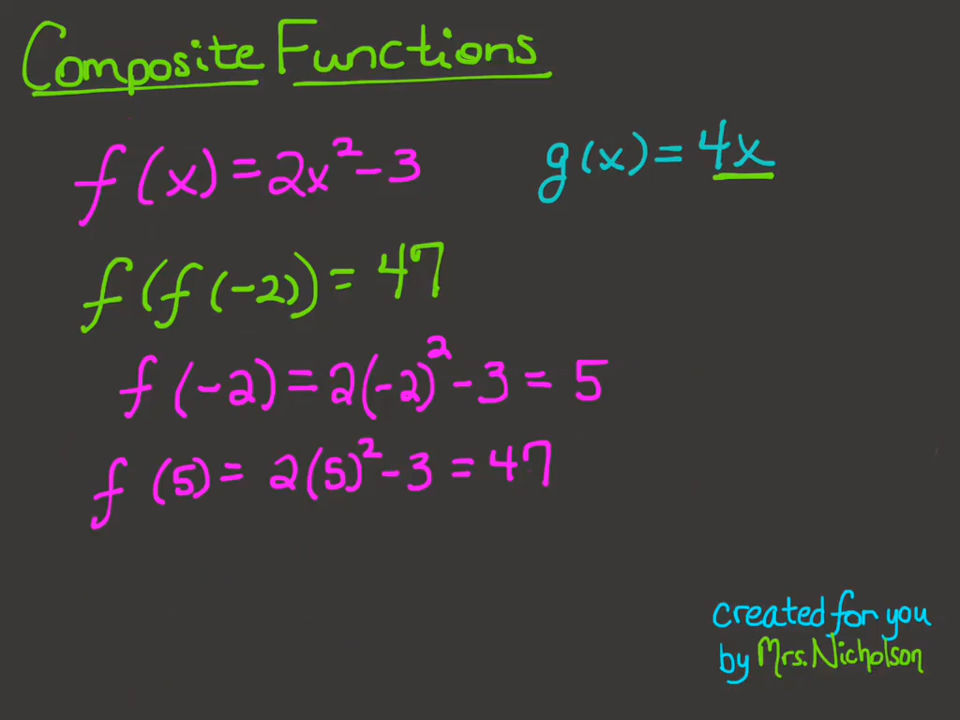 Composite Functions
f(x) = 2x² - 3
g(x) = 4x
f(f(-2)) = 47
f(-2) = 2(-2)² - 3 = 5
f(5) = 2(5)² - 3 = 47
created for you
by Mrs. Nicholson